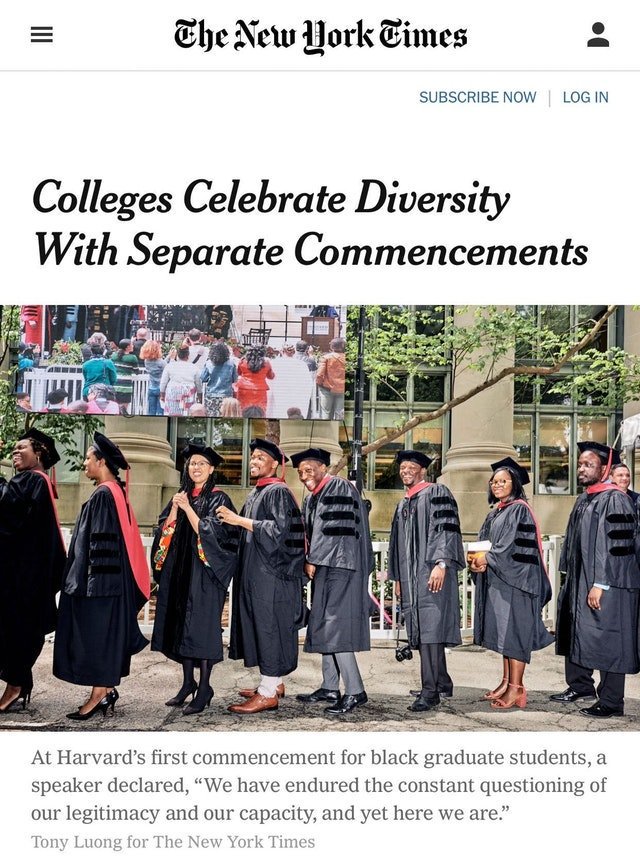 The New York Times
SUBSCRIBE NOW | LOG IN
Colleges Celebrate Diversity
With Separate Commencements
At Harvard’s first commencement for black graduate students, a
speaker declared, “We have endured the constant questioning of
our legitimacy and our capacity, and yet here we are.”
Tony Luong for The New York Times